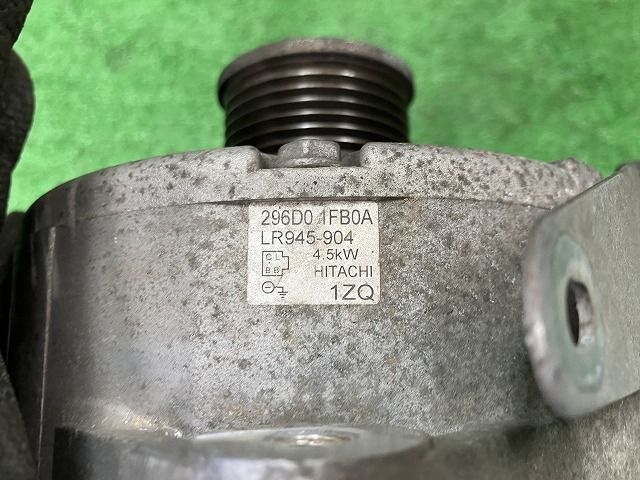 296D0 1FB0A
LR945-904
C L 4.5kW
B B HITACHI
1ZQ